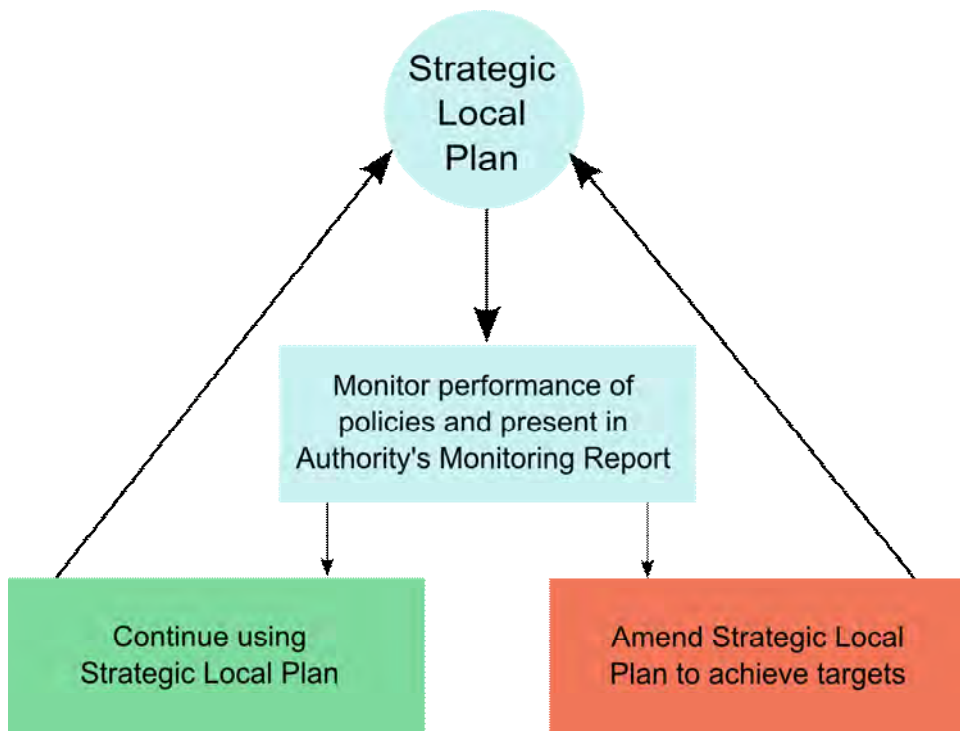 Strategic
Local
Plan
Monitor performance of
policies and present in
Authority's Monitoring Report
Continue using
Strategic Local Plan
Amend Strategic Local
Plan to achieve targets